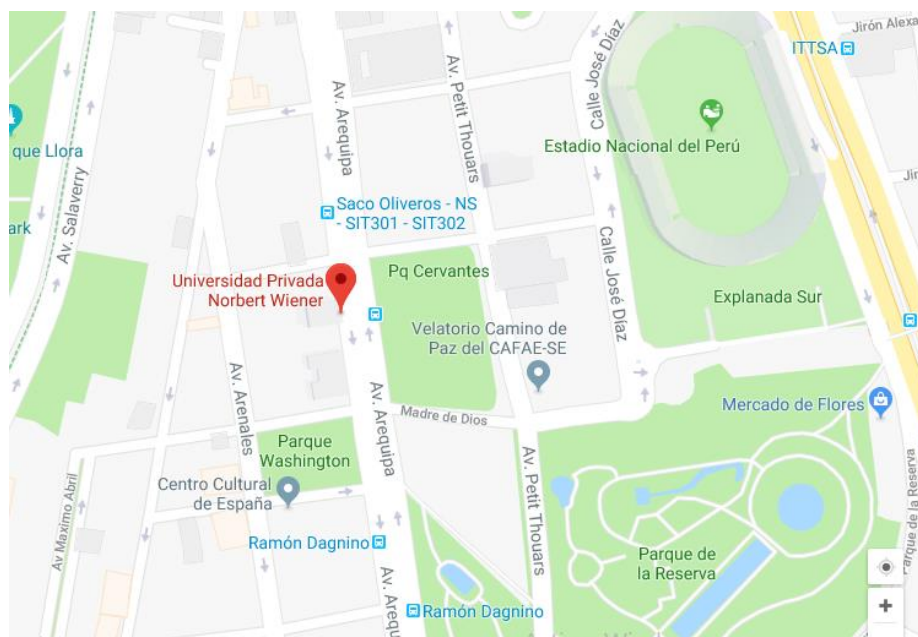 Jirón Alexa
ITTSA
Av. Arequipa
Av. Petit Thouars
Calle José Díaz
Estadio Nacional del Perú
que Llora
Av. Salaverry
ark
Saco Oliveros - NS
- SIT301 - SIT302
Jir
Universidad Privada
Norbert Wiener
Pq Cervantes
Calle José Díaz
Explanada Sur
Velatorio Camino de
Paz del CAFAE-SE
Av. Arenales
Av. Arequipa
Madre de Dios
Mercado de Flores
Parque
Washington
Av. Petit Thouars
Centro Cultural
de España
Av Maximo Abril
Parque de la Reserva
Ramón Dagnino
Parque de
la Reserva
Av. Arequ
Ramón Dagnino